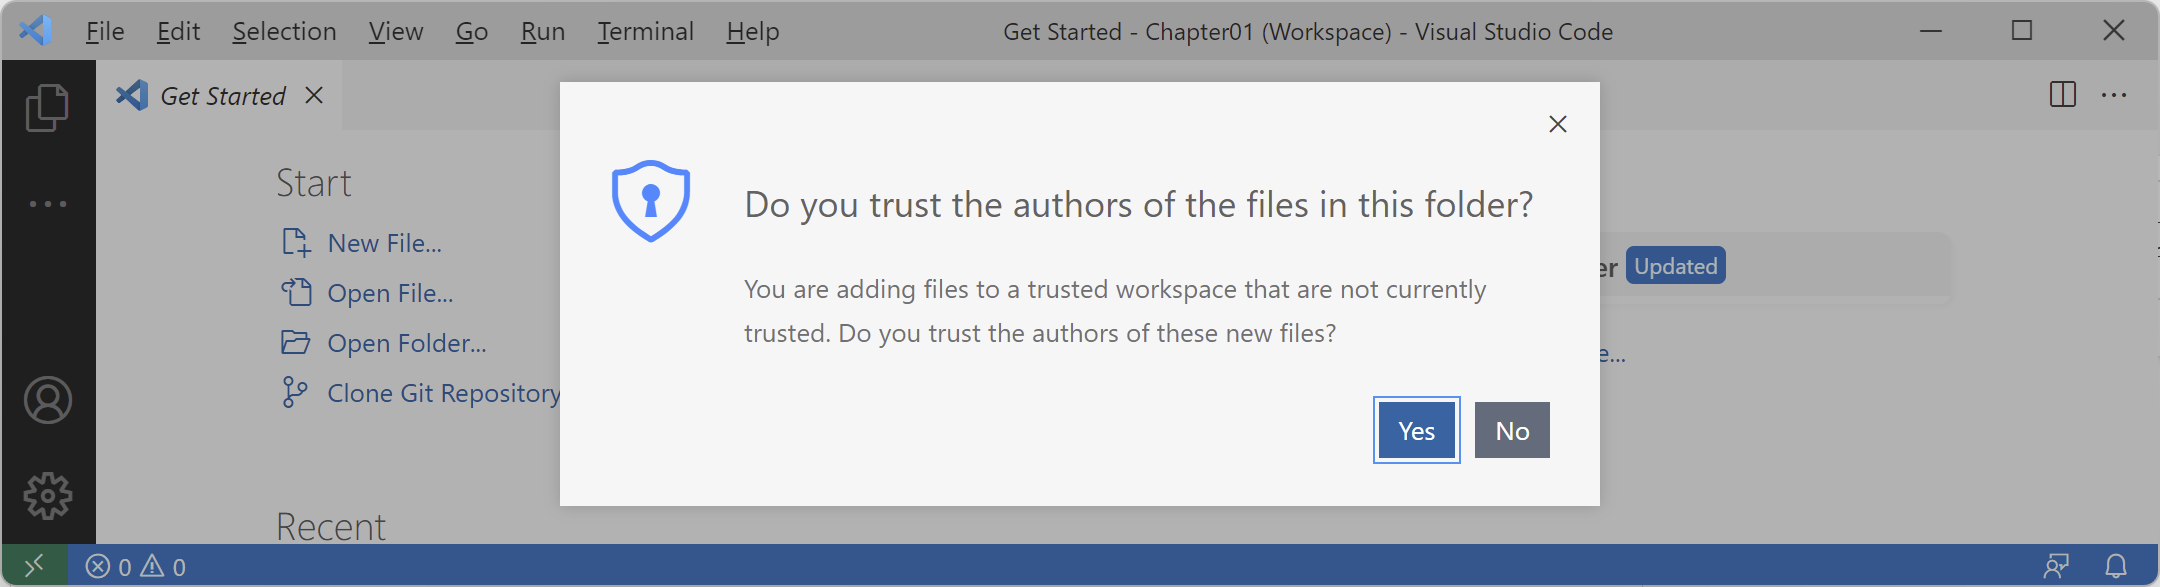 File Edit Selection View Go Run Terminal Help Get Started - Chapter01 (Workspace) - Visual Studio Code
Get Started
Start
New File...
Open File...
Open Folder...
Clone Git Repository
Recent
Do you trust the authors of the files in this folder?
You are adding files to a trusted workspace that are not currently
trusted. Do you trust the authors of these new files?
Yes No
er Updated
e...
0 0